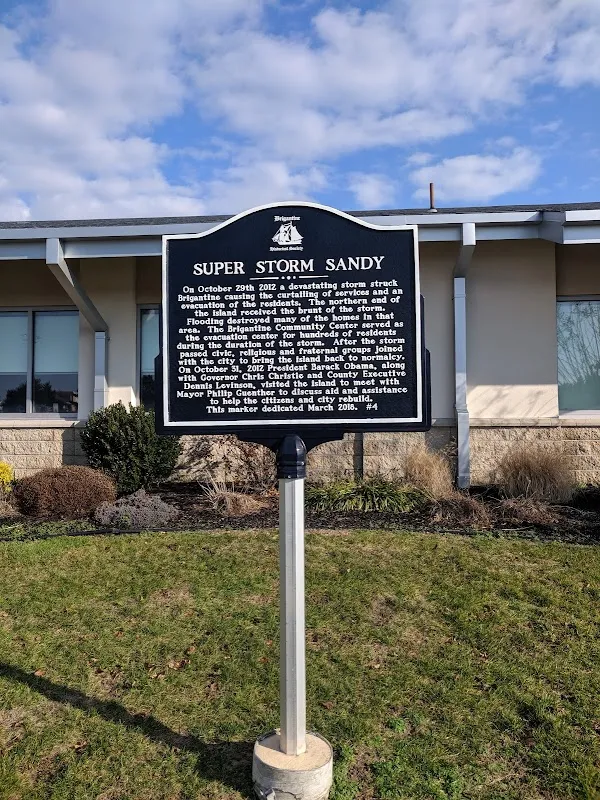 Brigantine
Historical Society
SUPER STORM SANDY
On October 29th 2012 a devastating storm struck
Brigantine causing the curtailing of services and an
evacuation of the residents. The northern end of
the island received the brunt of the storm.
Flooding destroyed many of the homes in that
area. The Brigantine Community Center served as
the evacuation center for hundreds of residents
during the duration of the storm. After the storm
passed civic, religious and fraternal groups joined
with the city to bring the island back to normalcy.
On October 31, 2012 President Barack Obama, along
with Governor Chris Christie and County Executive
Dennis Levinson, visited the island to meet with
Mayor Philip Guenther to discuss aid and assistance
to help the citizens and city rebuild.
This marker dedicated March 2018. #4